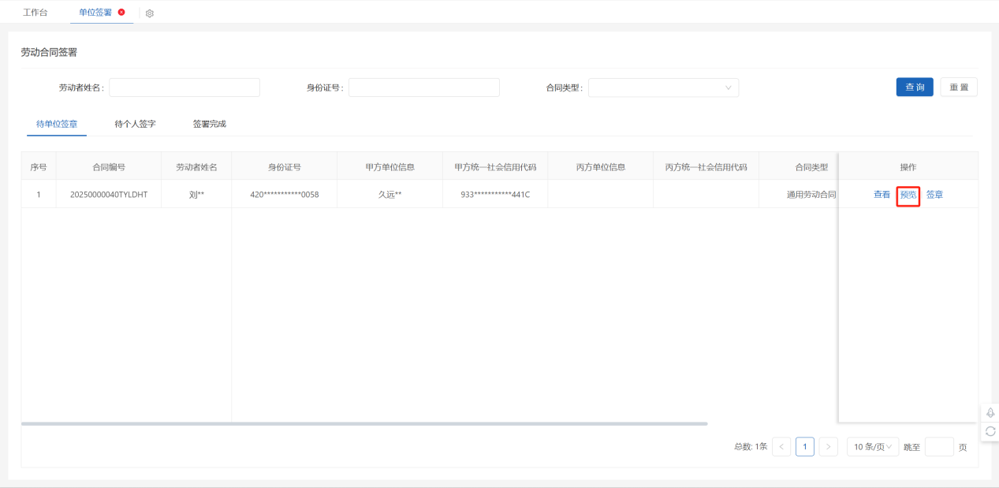 工作台 单位签署
劳动合同签署
劳动者姓名: 身份证号: 合同类型: 查 询 重 置
待单位签章 待个人签字 签署完成
序号 合同编号 劳动者姓名 身份证号 甲方单位信息 甲方统一社会信用代码 丙方单位信息 丙方统一社会信用代码 合同类型 操作
1 20250000040TYLDHT 刘** 420***********0058 久远** 933***********441C 通用劳动合同 查看 预览 签章
总数: 1条 < 1 > 10 条/页 跳至 页